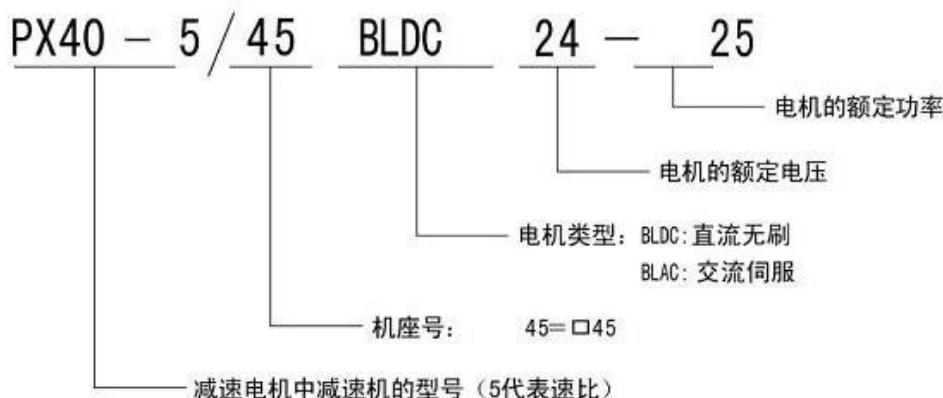 PX40 - 5/45 BLDC 24 - 25
电机的额定功率
电机的额定电压
电机类型: BLDC:直流无刷
BLAC: 交流伺服
机座号: 45=□45
减速电机中减速机的型号（5代表速比）